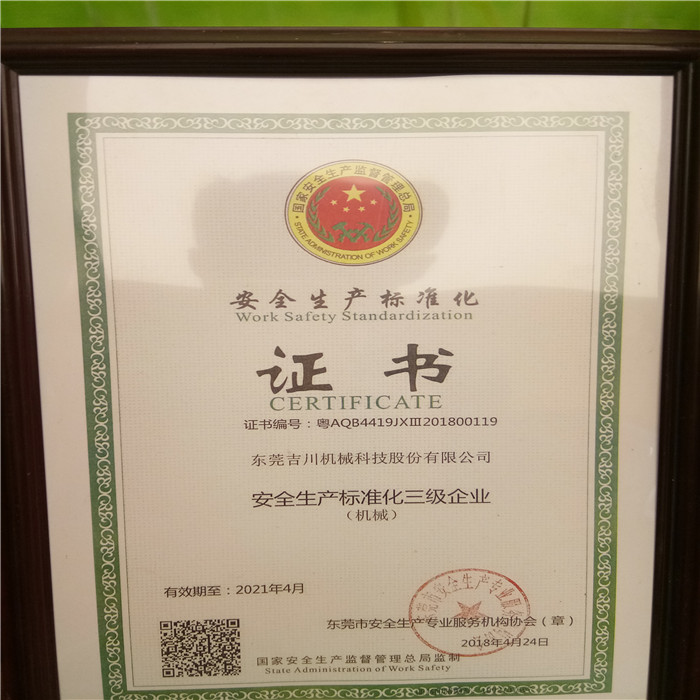 国家安全生产监督管理总局
STATE ADMINISTRATION OF WORK SAFETY
安全生产标准化
Work Safety Standardization
证书
CERTIFICATE
证书编号：粤AQB4419JXⅢ201800119
东莞吉川机械科技股份有限公司
安全生产标准化三级企业
（机械）
有效期至：2021年4月
东莞市安全生产专业服务机构协会（章）
2018年4月24日
国家安全生产监督管理总局监制
State Administration of Work Safety